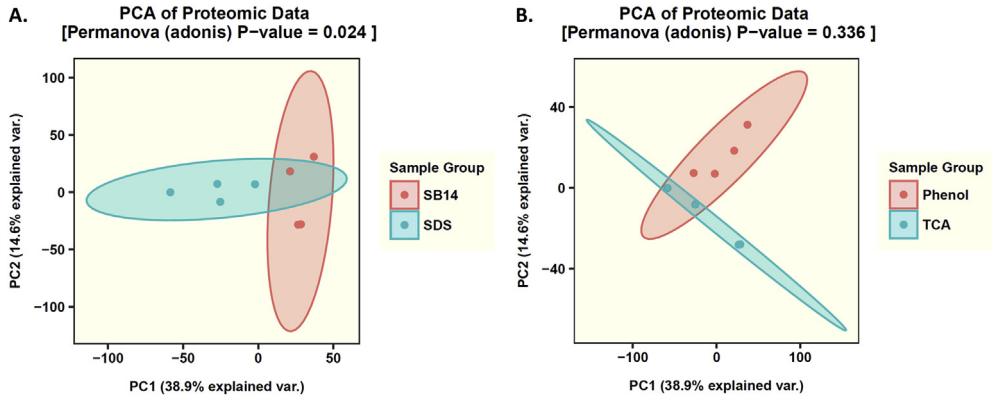 A.
PCA of Proteomic Data
[Permanova (adonis) P−value = 0.024 ]
100
50
0
−50
−100
PC2 (14.6% explained var.)
−100
−50
0
50
PC1 (38.9% explained var.)
Sample Group
SB14
SDS
B.
PCA of Proteomic Data
[Permanova (adonis) P−value = 0.336 ]
40
0
−40
PC2 (14.6% explained var.)
−100
0
100
PC1 (38.9% explained var.)
Sample Group
Phenol
TCA